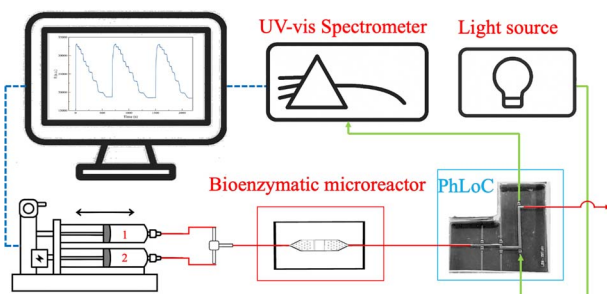 UV-vis Spectrometer
Light source
Bioenzymatic microreactor
PhLoC
1
2